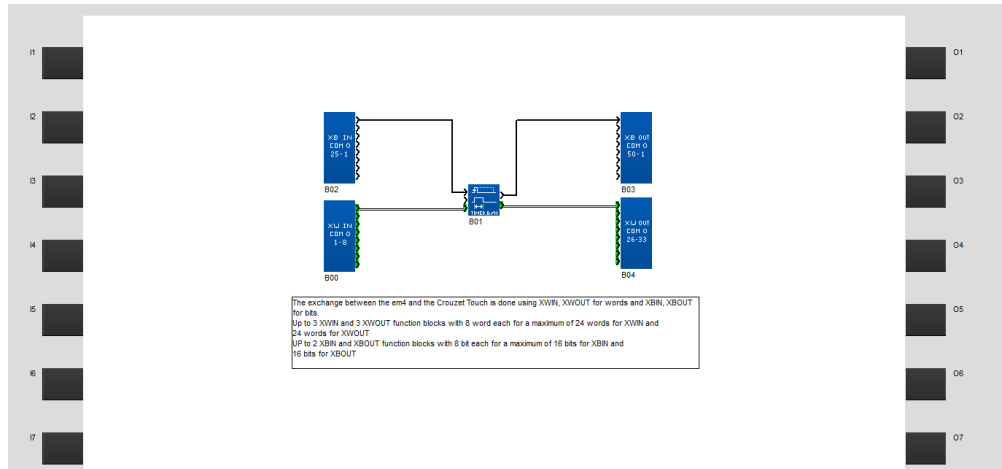 I1
O1
I2
O2
XB IN
COM 0
25-1
B02
XB OUT
COM 0
50-1
B03
I3
O3
TIMER B/H
B01
XW IN
COM 0
1-8
B00
XW OUT
COM 0
26-33
B04
I4
O4
The exchange between the em4 and the Crouzet Touch is done using XWIN, XWOUT for words and XBIN, XBOUT
for bits.
Up to 3 XWIN and 3 XWOUT function blocks with 8 word each for a maximum of 24 words for XWIN and
24 words for XWOUT
UP to 2 XBIN and XBOUT function blocks with 8 bit each for a maximum of 16 bits for XBIN and
16 bits for XBOUT
I5
O5
I6
O6
I7
O7